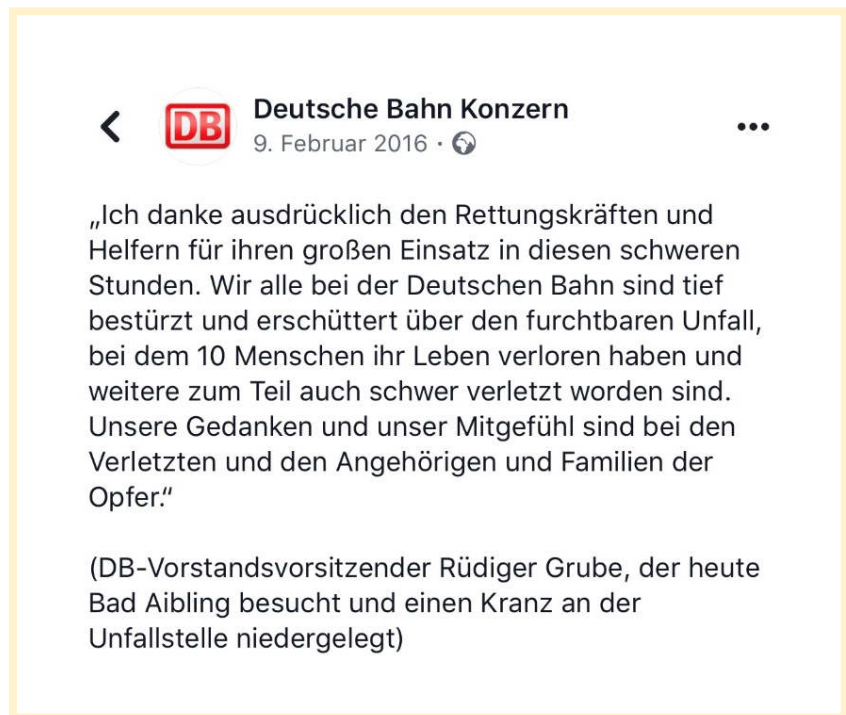 DB
Deutsche Bahn Konzern
9. Februar 2016 ·
„Ich danke ausdrücklich den Rettungskräften und
Helfern für ihren großen Einsatz in diesen schweren
Stunden. Wir alle bei der Deutschen Bahn sind tief
bestürzt und erschüttert über den furchtbaren Unfall,
bei dem 10 Menschen ihr Leben verloren haben und
weitere zum Teil auch schwer verletzt worden sind.
Unsere Gedanken und unser Mitgefühl sind bei den
Verletzten und den Angehörigen und Familien der
Opfer.“
(DB-Vorstandsvorsitzender Rüdiger Grube, der heute
Bad Aibling besucht und einen Kranz an der
Unfallstelle niedergelegt)